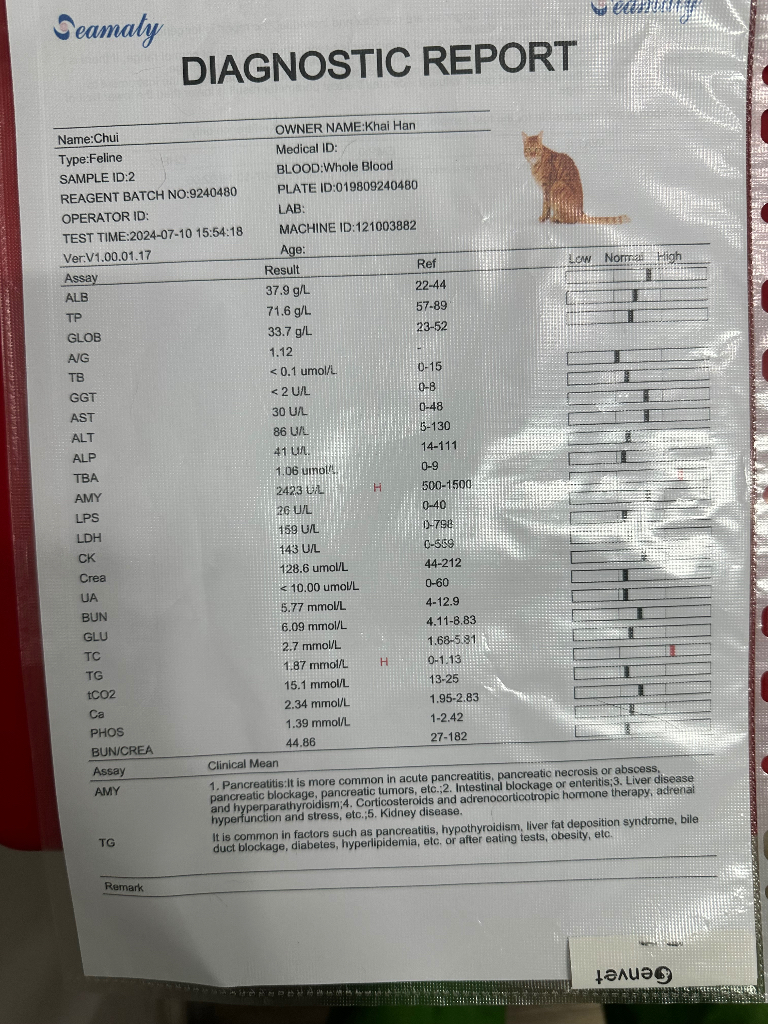 Seamaty
Seamaty
DIAGNOSTIC REPORT
Name:Chui
OWNER NAME:Khai Han
Type:Feline
Medical ID:
SAMPLE ID:2
BLOOD:Whole Blood
REAGENT BATCH NO:9240480
PLATE ID:019809240480
OPERATOR ID:
LAB:
TEST TIME:2024-07-10 15:54:18
MACHINE ID:121003882
Ver:V1.00.01.17
Age:
Assay Result Ref Low Normal High
ALB 37.9 g/L 22-44
TP 71.6 g/L 57-89
GLOB 33.7 g/L 23-52
A/G 1.12 -
TB < 0.1 umol/L 0-15
GGT < 2 U/L 0-8
AST 30 U/L 0-48
ALT 86 U/L 5-130
ALP 41 U/L 14-111
TBA 1.06 umol/L 0-9
AMY 2423 U/L H 500-1500
LPS 26 U/L 0-40
LDH 159 U/L 0-798
CK 143 U/L 0-559
Crea 128.6 umol/L 44-212
UA < 10.00 umol/L 0-60
BUN 5.77 mmol/L 4-12.9
GLU 6.09 mmol/L 4.11-8.83
TC 2.7 mmol/L 1.68-5.81
TG 1.87 mmol/L H 0-1.13
tCO2 15.1 mmol/L 13-25
Ca 2.34 mmol/L 1.95-2.83
PHOS 1.39 mmol/L 1-2.42
BUN/CREA 44.86 27-182
Assay Clinical Mean
AMY 1. Pancreatitis:It is more common in acute pancreatitis, pancreatic necrosis or abscess,
pancreatic blockage, pancreatic tumors, etc.;2. Intestinal blockage or enteritis;3. Liver disease
and hyperparathyroidism;4. Corticosteroids and adrenocorticotropic hormone therapy, adrenal
hyperfunction and stress, etc.;5. Kidney disease.
TG It is common in factors such as pancreatitis, hypothyroidism, liver fat deposition syndrome, bile
duct blockage, diabetes, hyperlipidemia, etc. or after eating tests, obesity, etc.
Remark
Genvet